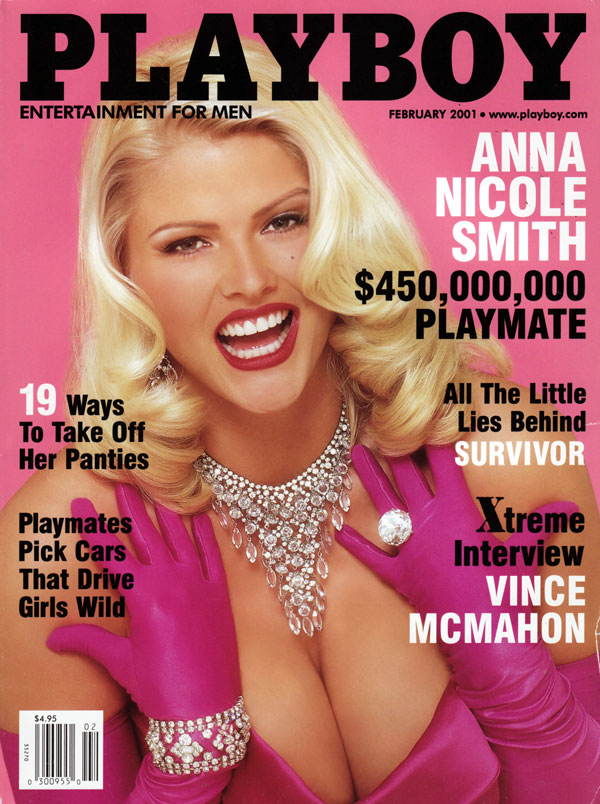 PLAYBOY
ENTERTAINMENT FOR MEN
FEBRUARY 2001 • www.playboy.com
ANNA
NICOLE
SMITH
$450,000,000
PLAYMATE
19 Ways
To Take Off
Her Panties
All The Little
Lies Behind
SURVIVOR
Playmates
Pick Cars
That Drive
Girls Wild
Xtreme
Interview
VINCE
MCMAHON
$4.95
02
35270
0 300955 0